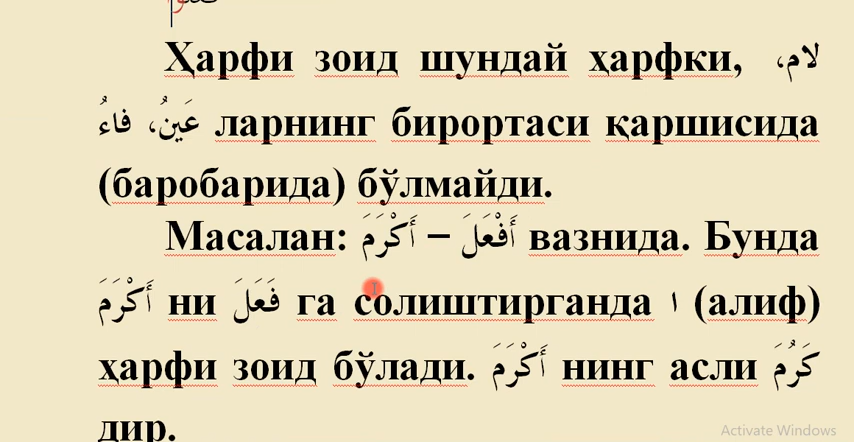 Ҳарфи зоид шундай ҳарфки, لام،
عَينُ، فاءُ ларнинг бирортаси қаршисида
(баробарида) бўлмайди.
Масалан: أَكْرَمَ – أَفْعَلَ вазнида. Бунда
أَكْرَمَ ни فَعَلَ га солиштирганда ا (алиф)
ҳарфи зоид бўлади. أَكْرَمَ нинг асли كَرُمَ
дир.
Activate Windows